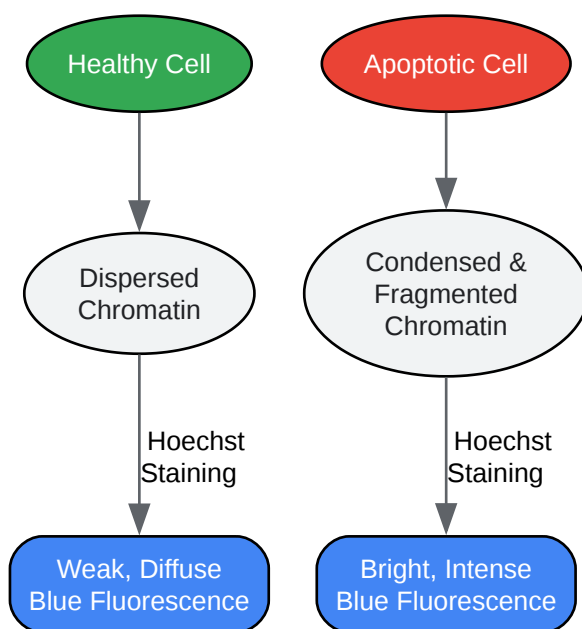 Healthy Cell
Apoptotic Cell
Dispersed
Chromatin
Condensed &
Fragmented
Chromatin
Hoechst
Staining
Hoechst
Staining
Weak, Diffuse
Blue Fluorescence
Bright, Intense
Blue Fluorescence